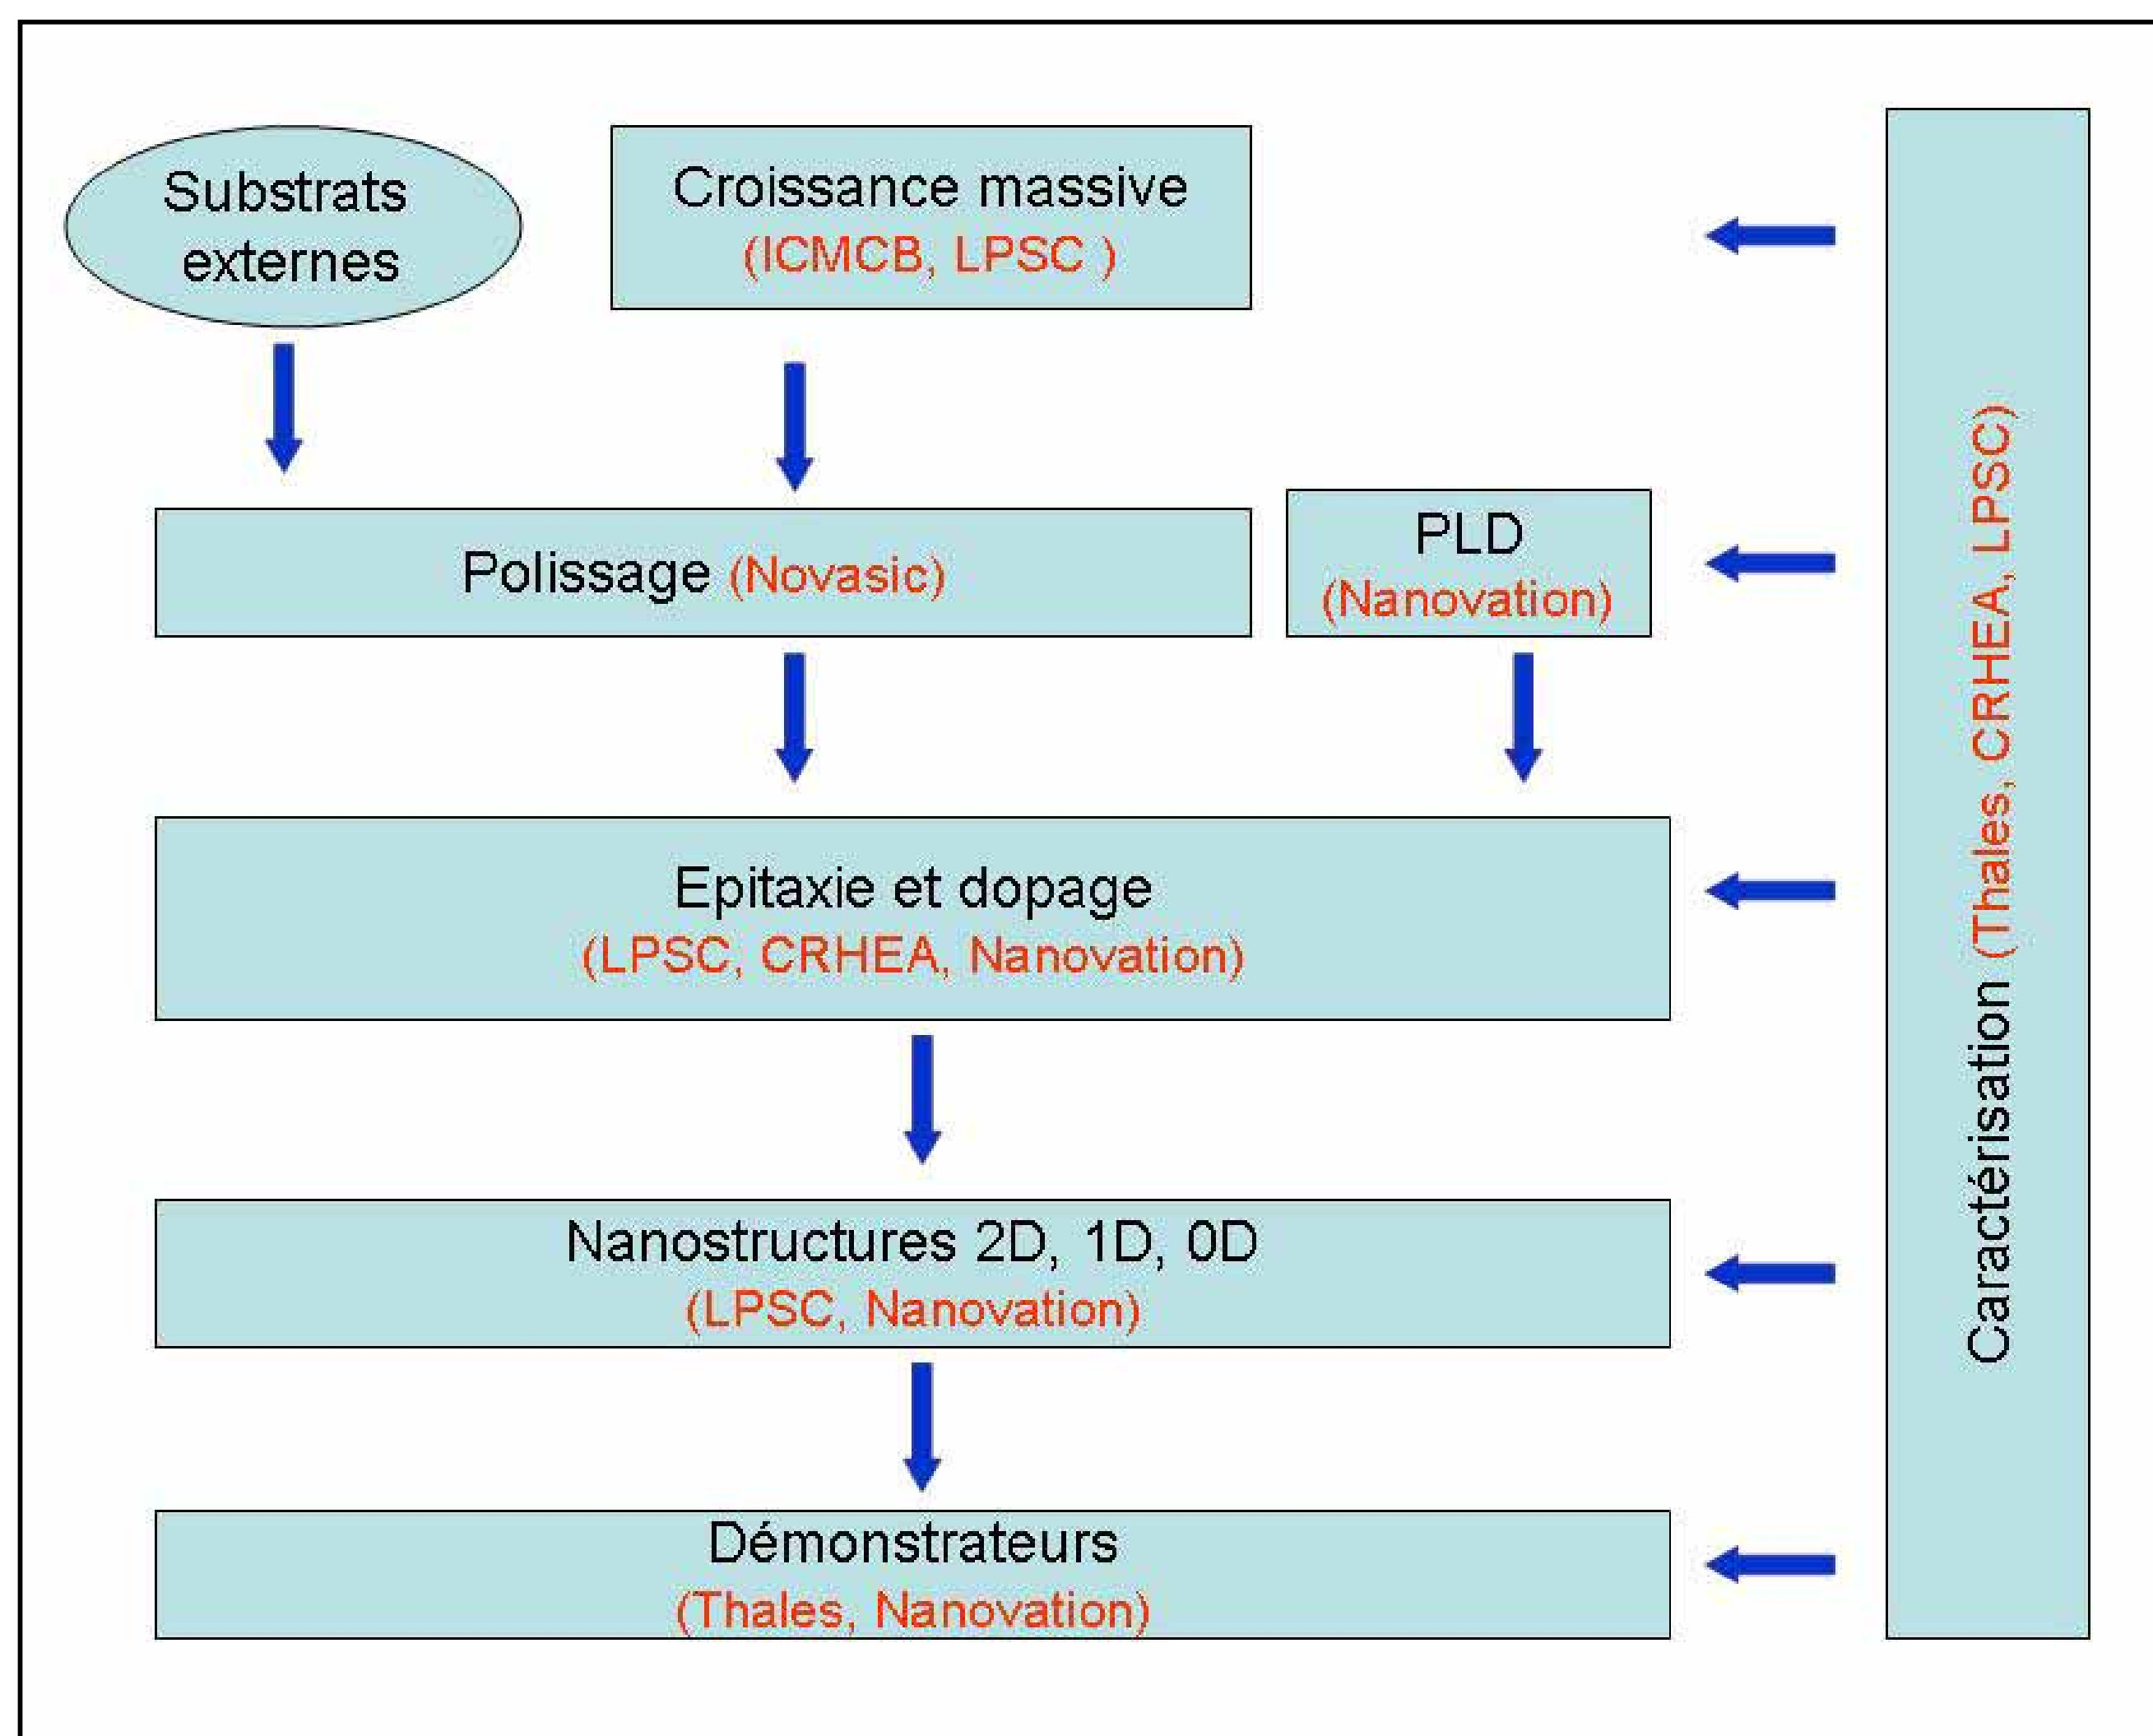 Substrats
externes
Croissance massive
(ICMCB, LPSC )
Polissage (Novasic)
PLD
(Nanovation)
Epitaxie et dopage
(LPSC, CRHEA, Nanovation)
Nanostructures 2D, 1D, 0D
(LPSC, Nanovation)
Démonstrateurs
(Thales, Nanovation)
Caractérisation (Thales, CRHEA, LPSC)